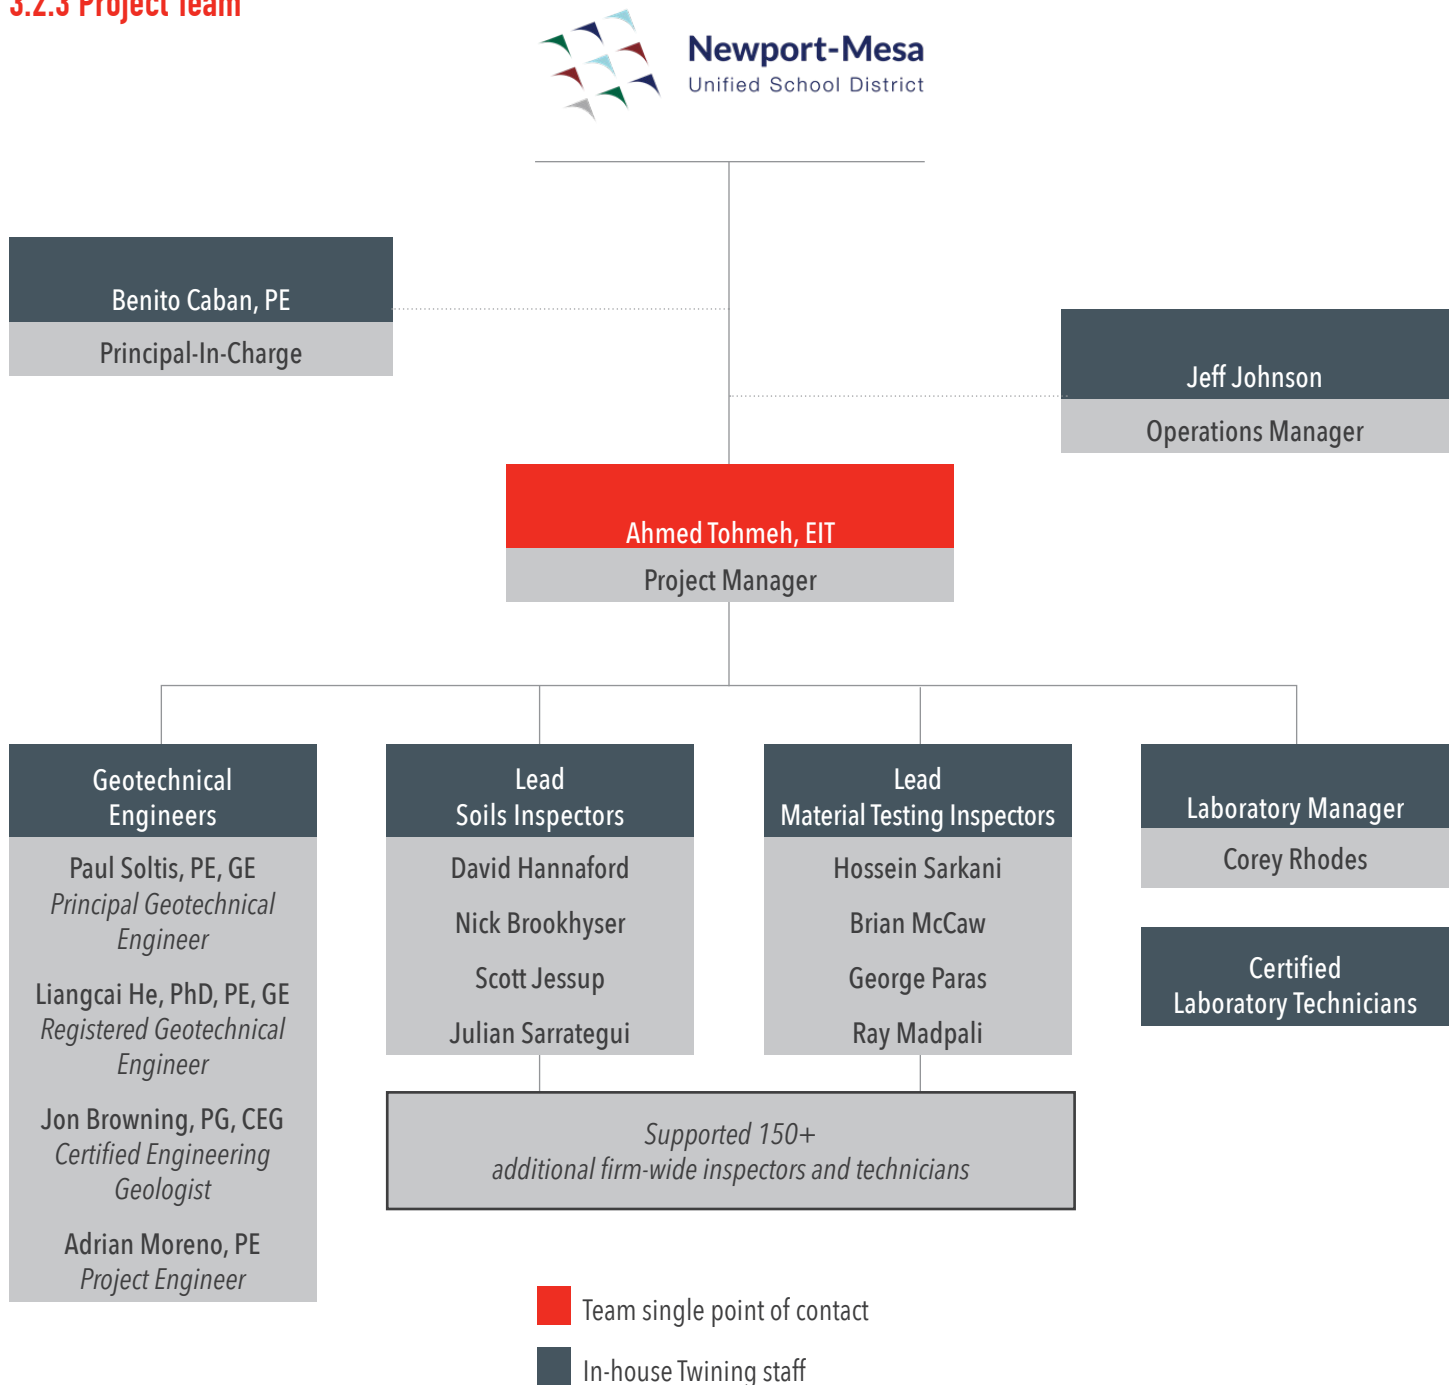 3.2.3 Project Team
Newport-Mesa
Unified School District
Benito Caban, PE
Principal-In-Charge
Jeff Johnson
Operations Manager
Ahmed Tohmeh, EIT
Project Manager
Geotechnical
Engineers
Paul Soltis, PE, GE
Principal Geotechnical
Engineer
Liangcai He, PhD, PE, GE
Registered Geotechnical
Engineer
Jon Browning, PG, CEG
Certified Engineering
Geologist
Adrian Moreno, PE
Project Engineer
Lead
Soils Inspectors
David Hannaford
Nick Brookhyser
Scott Jessup
Julian Sarrategui
Lead
Material Testing Inspectors
Hossein Sarkani
Brian McCaw
George Paras
Ray Madpali
Supported 150+
additional firm-wide inspectors and technicians
Laboratory Manager
Corey Rhodes
Certified
Laboratory Technicians
Team single point of contact
In-house Twining staff